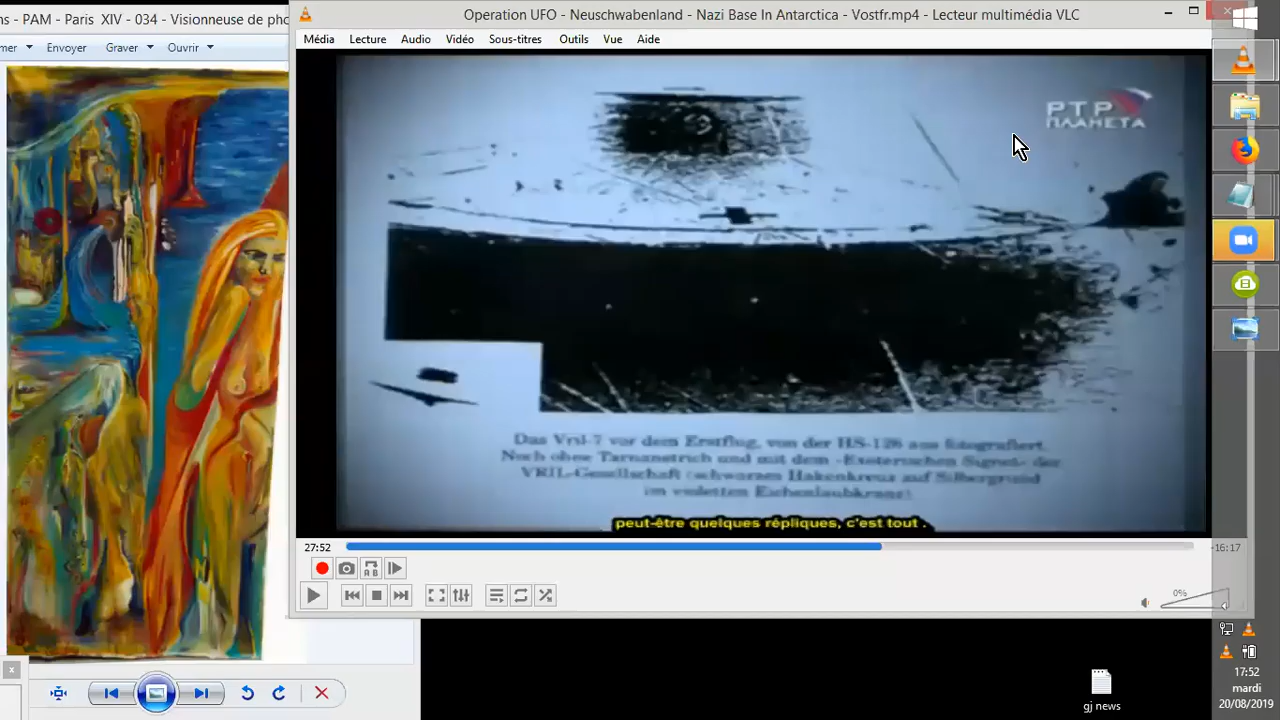 - PAM - Paris XIV - 034 - Visionneuse de pho
mer Envoyer Graver Ouvrir
Operation UFO - Neuschwabenland - Nazi Base In Antarctica - Vostfr.mp4 - Lecteur multimédia VLC
Média Lecture Audio Vidéo Sous-titres Outils Vue Aide
РТР
ПЛАНЕТА
Das Vril-7 vor dem Erstflug, von der HS-126 aus fotografiert.
Noch ohne Tarnanstrich und mit dem -Esoterischen Signet- der
VRIL-Gesellschaft (schwarzes Hakenkreuz auf Silbergrund
im violetten Eichenlaubkranz)
peut-être quelques répliques, c'est tout .
27:52
-16:17
0%
17:52
mardi
20/08/2019
gj news